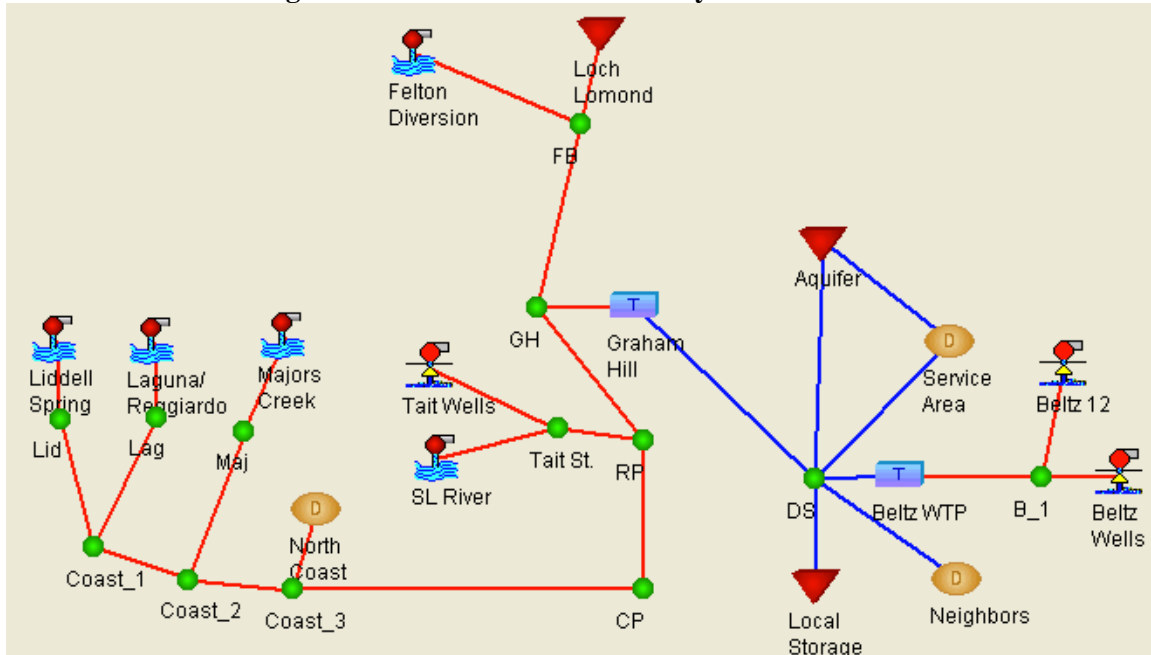 Loch
Lomond
Felton
Diversion
FB
Aquifer
GH
T
Graham
Hill
D
Service
Area
Liddell
Spring
Laguna/
Reggiardo
Majors
Creek
Tait Wells
Beltz 12
Lid
Lag
Maj
SL River
Tait St.
RP
DS
T
Beltz WTP
B_1
Beltz
Wells
D
North
Coast
Coast_1
Coast_2
Coast_3
CP
Local
Storage
D
Neighbors